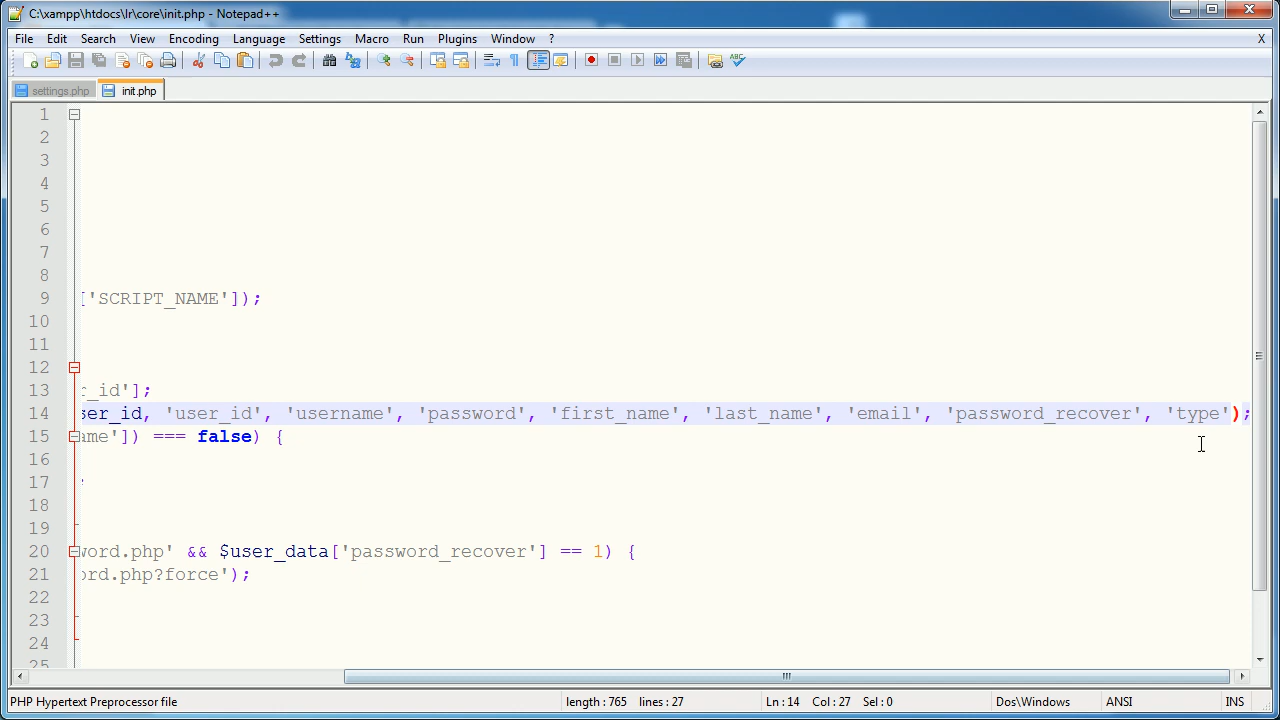 C:\xampp\htdocs\lr\core\init.php - Notepad++
File Edit Search View Encoding Language Settings Macro Run Plugins Window ? X
settings.php init.php
1
2
3
4
5
6
7
8
9 ['SCRIPT_NAME']);
10
11
12
13 r_id'];
14 ser_id, 'user_id', 'username', 'password', 'first_name', 'last_name', 'email', 'password_recover', 'type');
15 ame']) === false) {
16
17 ;
18
19
20 word.php' && $user_data['password_recover'] == 1) {
21 ord.php?force');
22
23
24
25
PHP Hypertext Preprocessor file length : 765 lines : 27 Ln : 14 Col : 27 Sel : 0 Dos\Windows ANSI INS